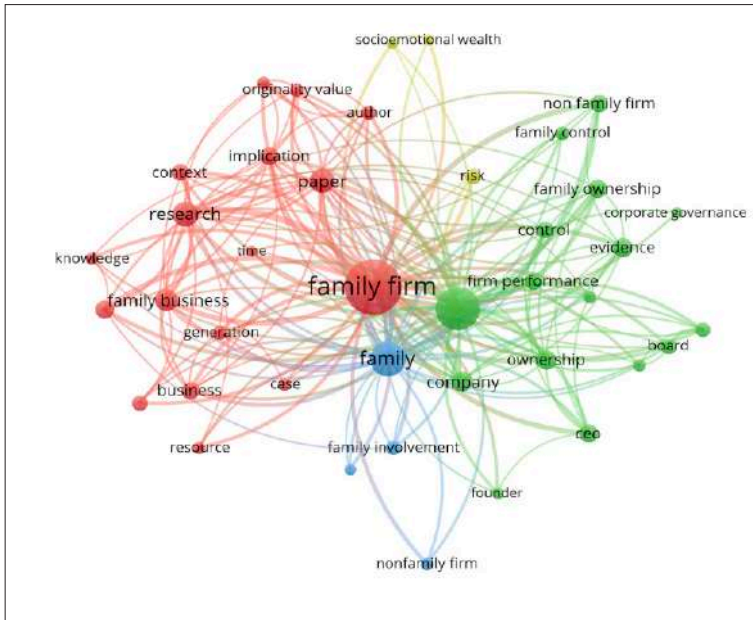 socioemotional wealth
originality value
non family firm
author
family control
implication
context
paper
risk
family ownership
research
corporate governance
control
knowledge
time
evidence
family firm
firm performance
family business
generation
family
ownership
board
business
case
company
ceo
resource
family involvement
founder
nonfamily firm